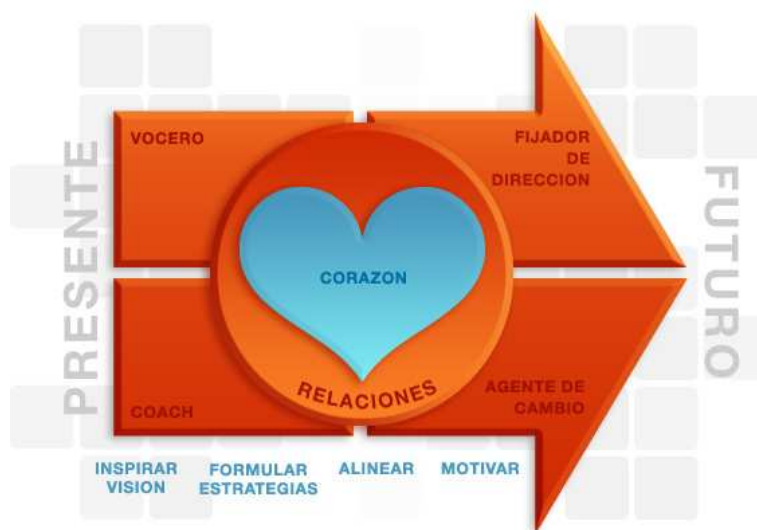 VOCERO
FIJADOR
DE
DIRECCION
PRESENTE
FUTURO
CORAZON
RELACIONES
COACH
AGENTE DE
CAMBIO
INSPIRAR
VISION
FORMULAR
ESTRATEGIAS
ALINEAR
MOTIVAR